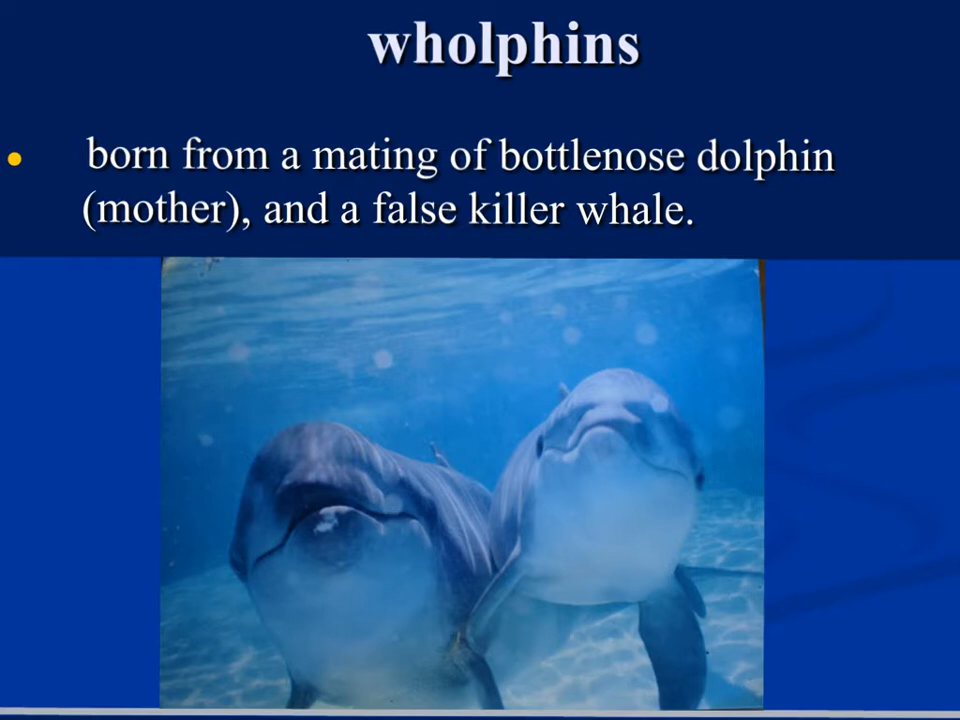 wholphins
born from a mating of bottlenose dolphin
(mother), and a false killer whale.